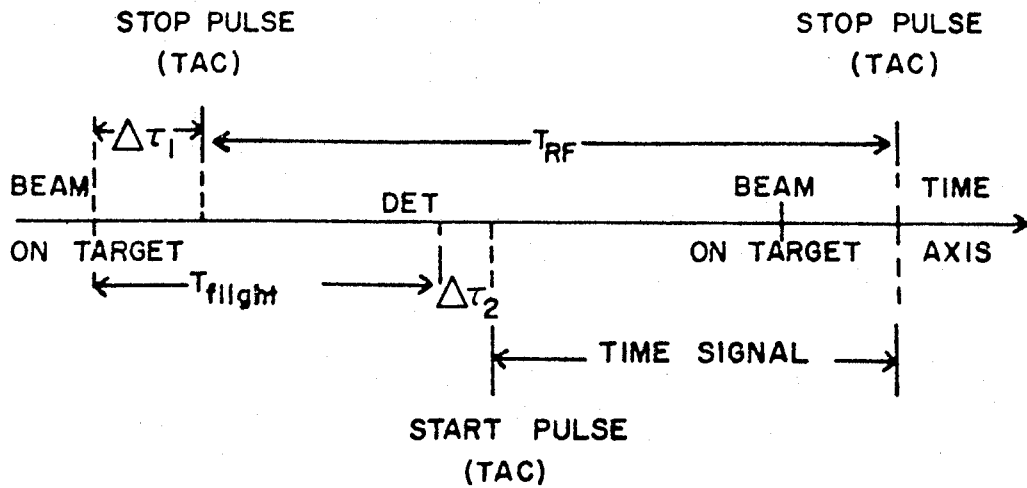 STOP PULSE
(TAC)
STOP PULSE
(TAC)
Δτ1
TRF
BEAM
ON TARGET
DET
BEAM
ON TARGET
TIME
AXIS
Tflight
Δτ2
TIME SIGNAL
START PULSE
(TAC)